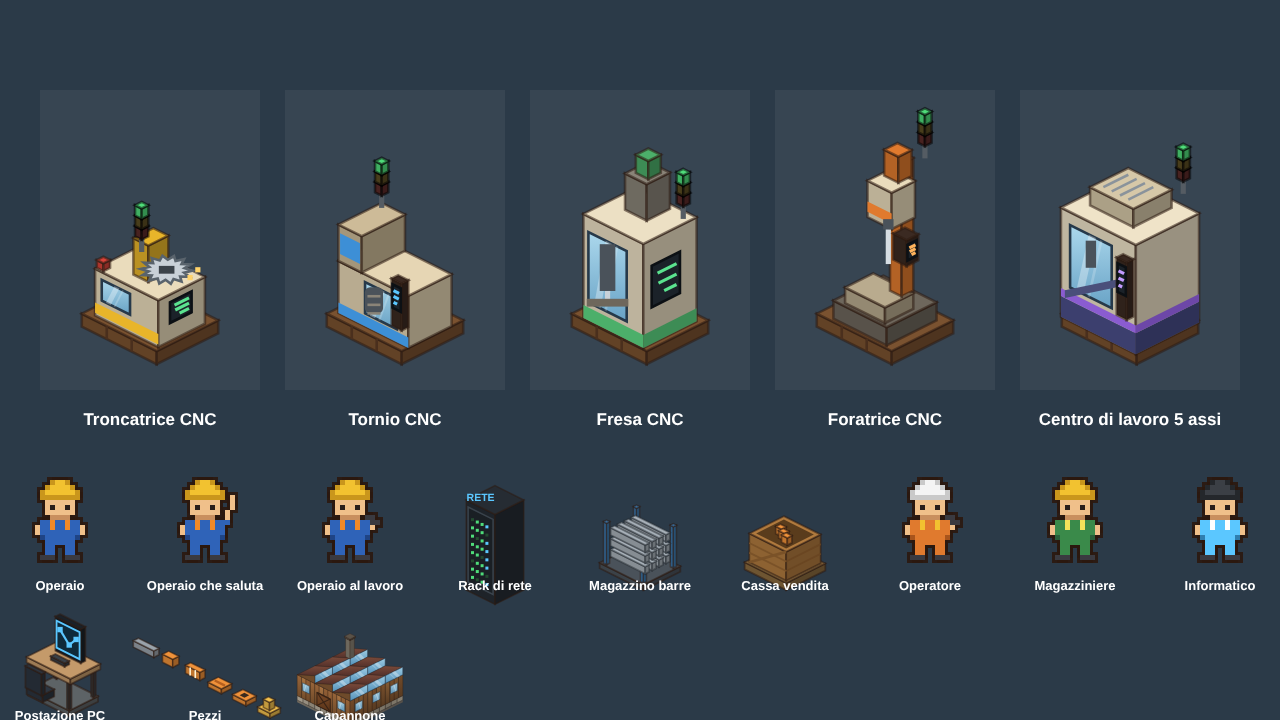 Troncatrice CNC
Tornio CNC
Fresa CNC
Foratrice CNC
Centro di lavoro 5 assi
RETE
Operaio
Operaio che saluta
Operaio al lavoro
Rack di rete
Magazzino barre
Cassa vendita
Operatore
Magazziniere
Informatico
Postazione PC
Pezzi
Capannone